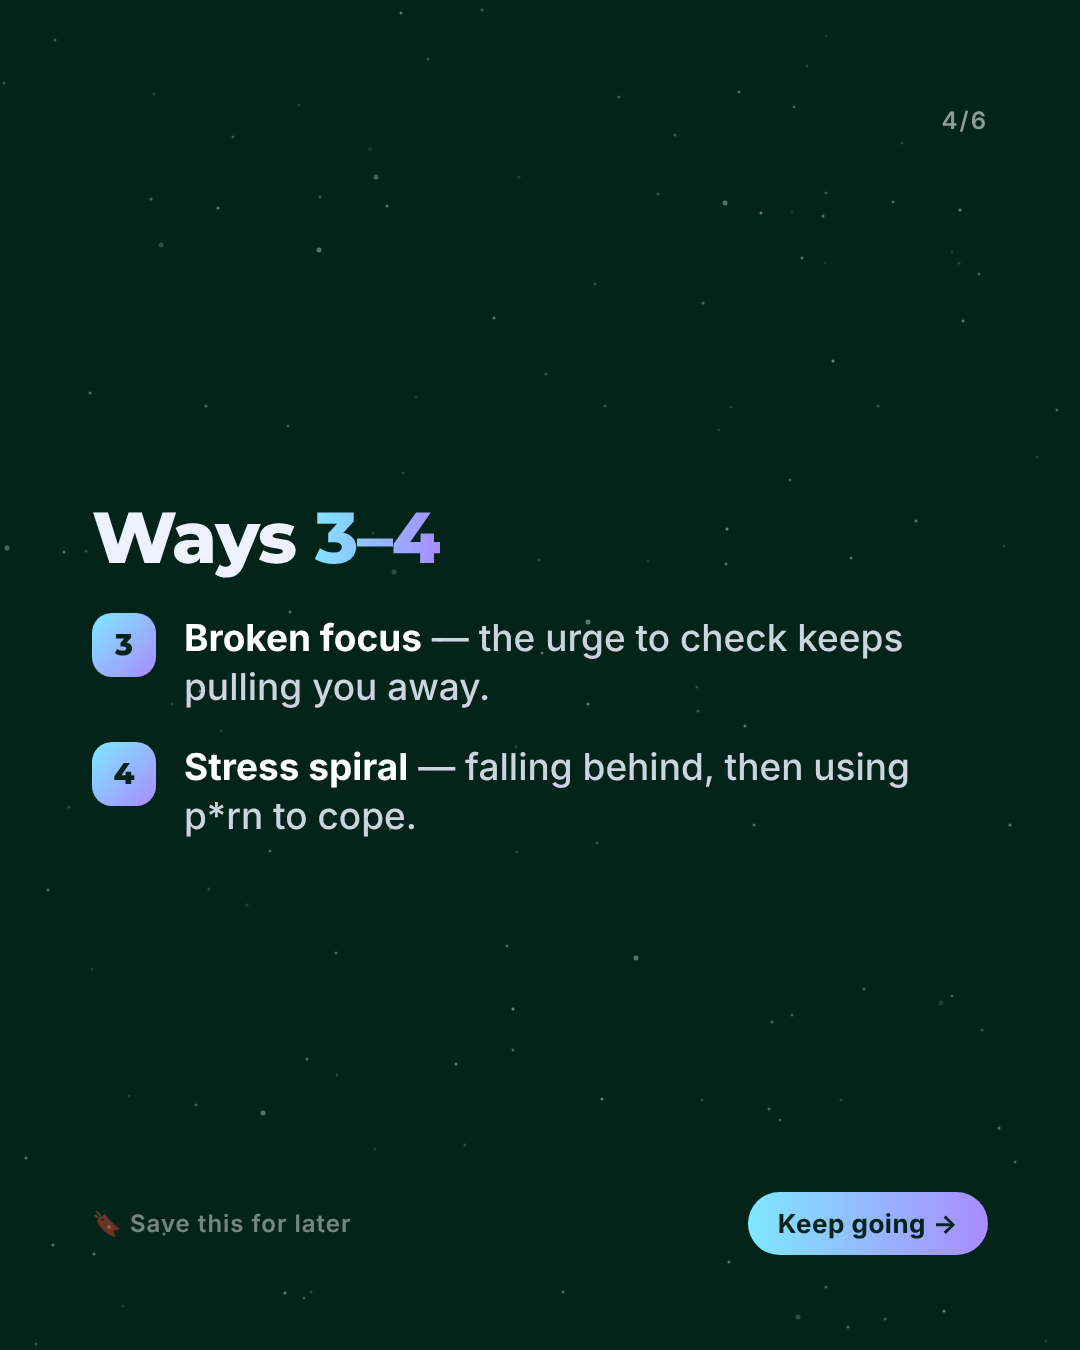 4/6
Ways 3–4
3
Broken focus — the urge to check keeps
pulling you away.
4
Stress spiral — falling behind, then using
p*rn to cope.
🔖 Save this for later
Keep going →